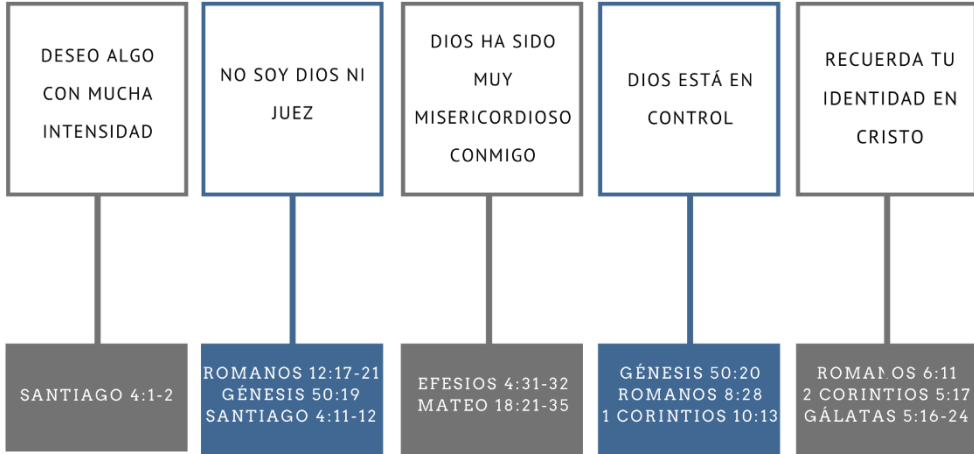 DESEO ALGO
CON MUCHA
INTENSIDAD
NO SOY DIOS NI
JUEZ
DIOS HA SIDO
MUY
MISERICORDIOSO
CONMIGO
DIOS ESTÁ EN
CONTROL
RECUERDA TU
IDENTIDAD EN
CRISTO
SANTIAGO 4:1-2
ROMANOS 12:17-21
GÉNESIS 50:19
SANTIAGO 4:11-12
EFESIOS 4:31-32
MATEO 18:21-35
GÉNESIS 50:20
ROMANOS 8:28
1 CORINTIOS 10:13
ROMANOS 6:11
2 CORINTIOS 5:17
GÁLATAS 5:16-24